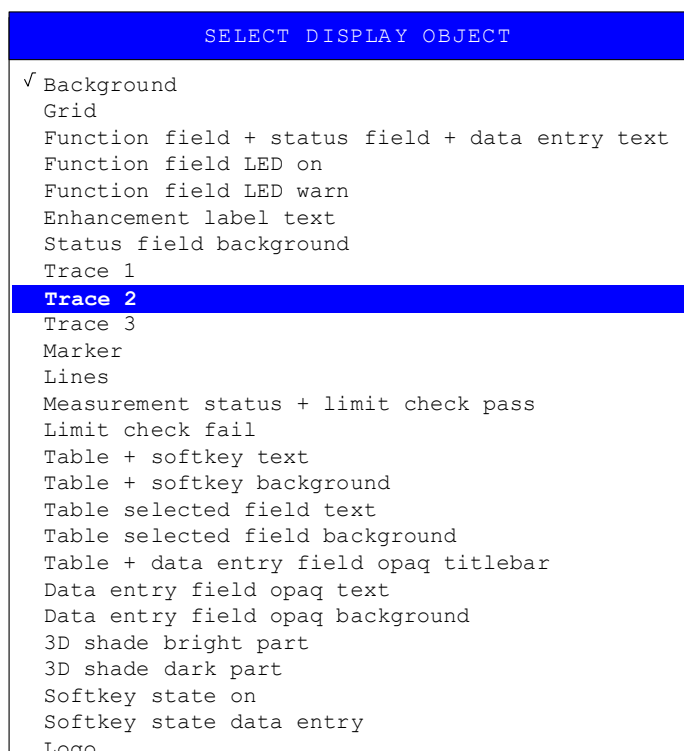 SELECT DISPLAY OBJECT
√ Background
Grid
Function field + status field + data entry text
Function field LED on
Function field LED warn
Enhancement label text
Status field background
Trace 1
Trace 2
Trace 3
Marker
Lines
Measurement status + limit check pass
Limit check fail
Table + softkey text
Table + softkey background
Table selected field text
Table selected field background
Table + data entry field opaq titlebar
Data entry field opaq text
Data entry field opaq background
3D shade bright part
3D shade dark part
Softkey state on
Softkey state data entry
Logo